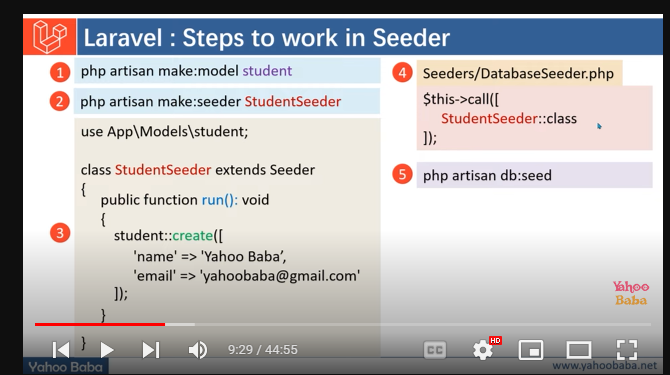 Laravel : Steps to work in Seeder
1 php artisan make:model student
2 php artisan make:seeder StudentSeeder
3
use App\Models\student;
class StudentSeeder extends Seeder
{
public function run(): void
{
student::create([
'name' => 'Yahoo Baba',
'email' => 'yahoobaba@gmail.com'
]);
}
}
4 Seeders/DatabaseSeeder.php
$this->call([
StudentSeeder::class
]);
5 php artisan db:seed
Yahoo
Baba
9:29 / 44:55
CC
HD
Yahoo Baba
www.yahoobaba.net